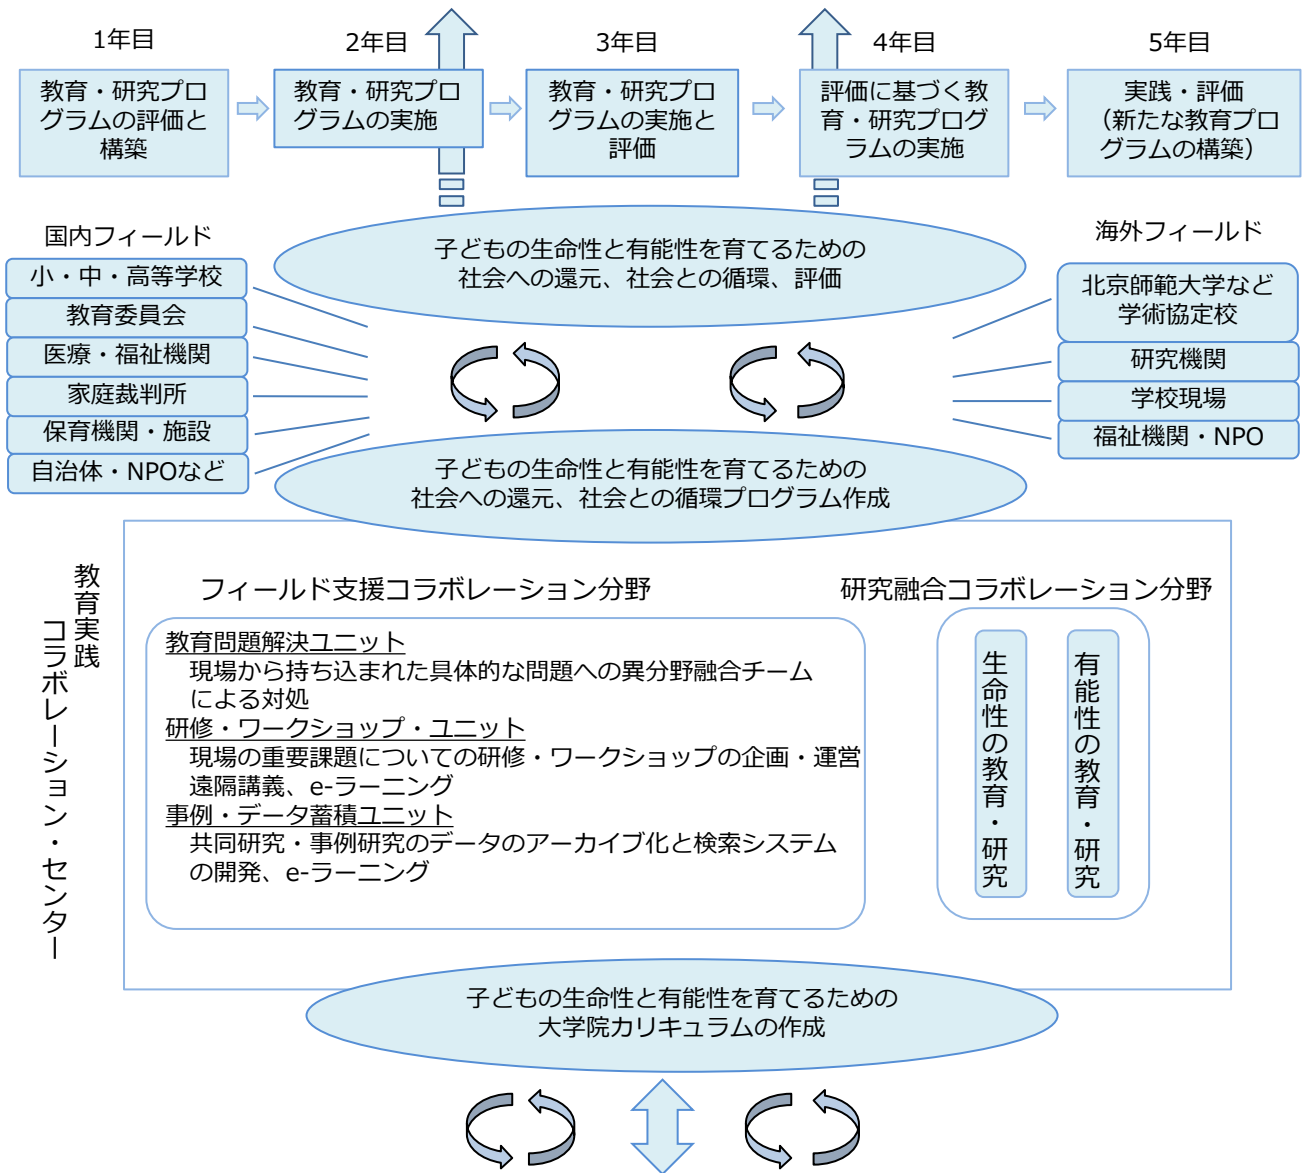 1年目
2年目
3年目
4年目
5年目
教育・研究プロ
グラムの評価と
構築
教育・研究プロ
グラムの実施
教育・研究プロ
グラムの実施と
評価
評価に基づく教
育・研究プログ
ラムの実施
実践・評価
（新たな教育プロ
グラムの構築）
子どもの生命性と有能性を育てるための
社会への還元、社会との循環、評価
国内フィールド
小・中・高等学校
教育委員会
医療・福祉機関
家庭裁判所
保育機関・施設
自治体・NPOなど
海外フィールド
北京師範大学など
学術協定校
研究機関
学校現場
福祉機関・NPO
子どもの生命性と有能性を育てるための
社会への還元、社会との循環プログラム作成
教育実践
コラボレーション・センター
フィールド支援コラボレーション分野
教育問題解決ユニット
現場から持ち込まれた具体的な問題への異分野融合チーム
による対処
研修・ワークショップ・ユニット
現場の重要課題についての研修・ワークショップの企画・運営
遠隔講義、e-ラーニング
事例・データ蓄積ユニット
共同研究・事例研究のデータのアーカイブ化と検索システム
の開発、e-ラーニング
研究融合コラボレーション分野
生命性の教育・研究
有能性の教育・研究
子どもの生命性と有能性を育てるための
大学院カリキュラムの作成